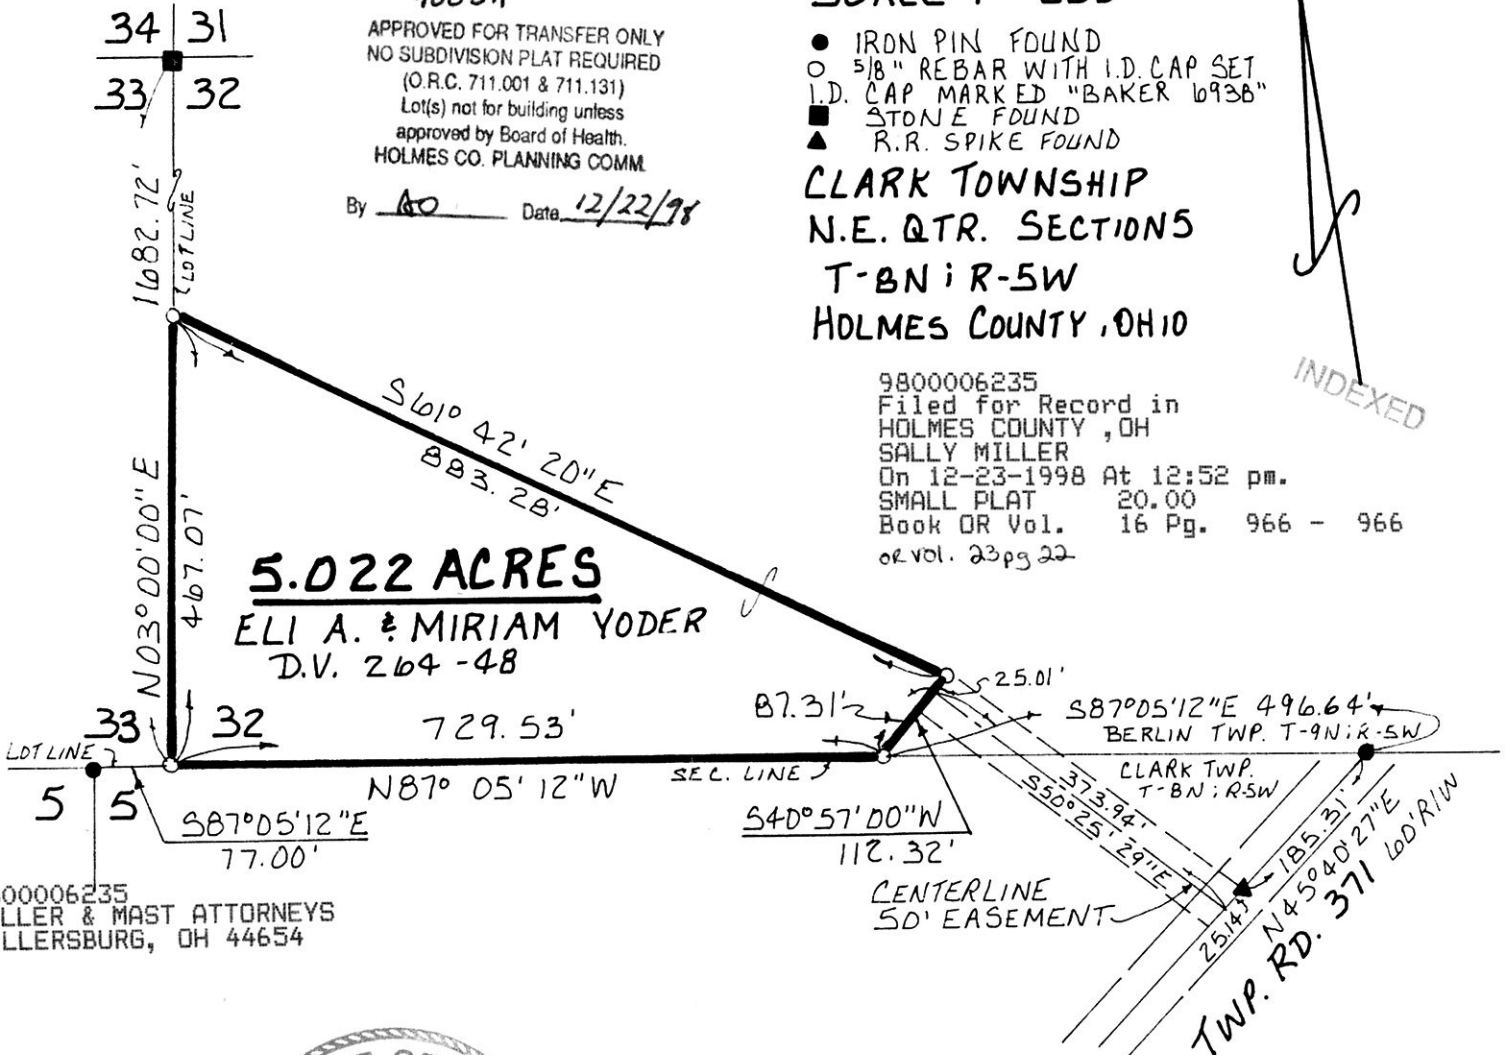 34 31
33 32
APPROVED FOR TRANSFER ONLY
NO SUBDIVISION PLAT REQUIRED
(O.R.C. 711.001 & 711.131)
Lot(s) not for building unless
approved by Board of Health.
HOLMES CO. PLANNING COMM.
By AO Date 12/22/98
● IRON PIN FOUND
○ 5/8" REBAR WITH I.D. CAP SET
I.D. CAP MARKED "BAKER 6938"
■ STONE FOUND
▲ R.R. SPIKE FOUND
CLARK TOWNSHIP
N.E. QTR. SECTION 5
T-8N; R-5W
HOLMES COUNTY, OHIO
INDEXED
9800006235
Filed for Record in
HOLMES COUNTY ,OH
SALLY MILLER
On 12-23-1998 At 12:52 pm.
SMALL PLAT 20.00
Book OR Vol. 16 Pg. 966 - 966
OR Vol. 23 pg 22
1682.72'
LOT LINE
S61° 42' 20"E
883.28'
N03°00'00"E
467.07'
5.022 ACRES
ELI A. & MIRIAM YODER
D.V. 264-48
33 32
729.53'
87.31'
25.01'
S87°05'12"E 496.64'
BERLIN TWP. T-9N; R-5W
LOT LINE
N87° 05' 12"W
SEC. LINE
CLARK TWP.
T-8N; R-5W
5 5
S87°05'12"E
77.00'
S40°57'00"W
112.32'
373.94'
S50°25'29"E
185.31'
N45°40'27"E
60' R/W
25.14'
CENTERLINE
50' EASEMENT
TWP. RD. 371
00006235
LLER & MAST ATTORNEYS
LLERSBURG, OH 44654